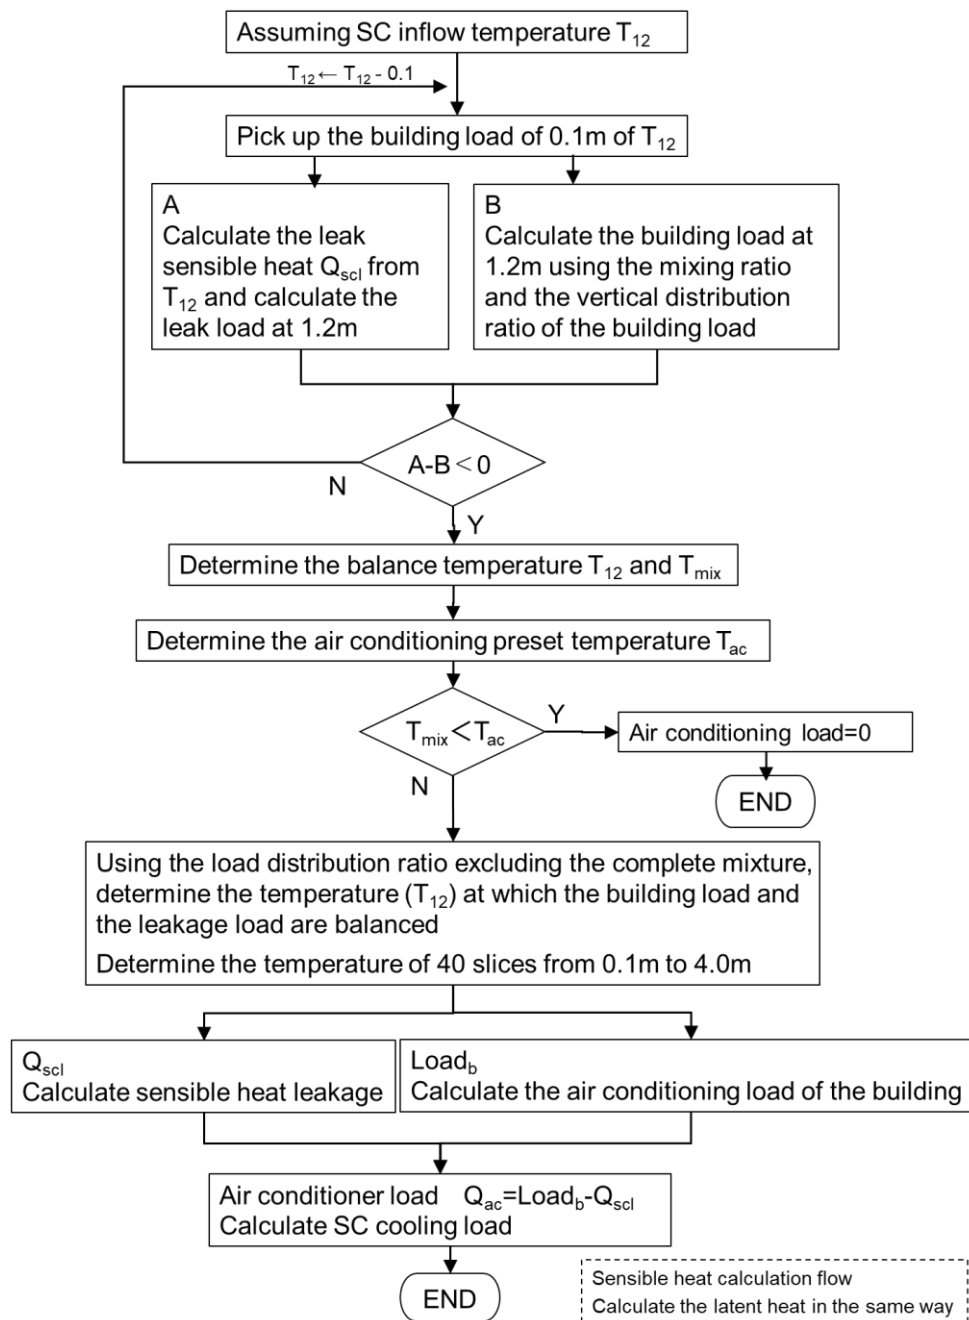 Assuming SC inflow temperature T₁₂
T₁₂ ← T₁₂ - 0.1
Pick up the building load of 0.1m of T₁₂
A
Calculate the leak
sensible heat Qscl from
T₁₂ and calculate the
leak load at 1.2m
B
Calculate the building load at
1.2m using the mixing ratio
and the vertical distribution
ratio of the building load
A-B＜0
N
Y
Determine the balance temperature T₁₂ and Tmix
Determine the air conditioning preset temperature Tac
Tmix＜Tac
Y
Air conditioning load=0
N
END
Using the load distribution ratio excluding the complete mixture,
determine the temperature (T₁₂) at which the building load and
the leakage load are balanced
Determine the temperature of 40 slices from 0.1m to 4.0m
Qscl
Calculate sensible heat leakage
Loadb
Calculate the air conditioning load of the building
Air conditioner load Qac=Loadb-Qscl
Calculate SC cooling load
END
Sensible heat calculation flow
Calculate the latent heat in the same way